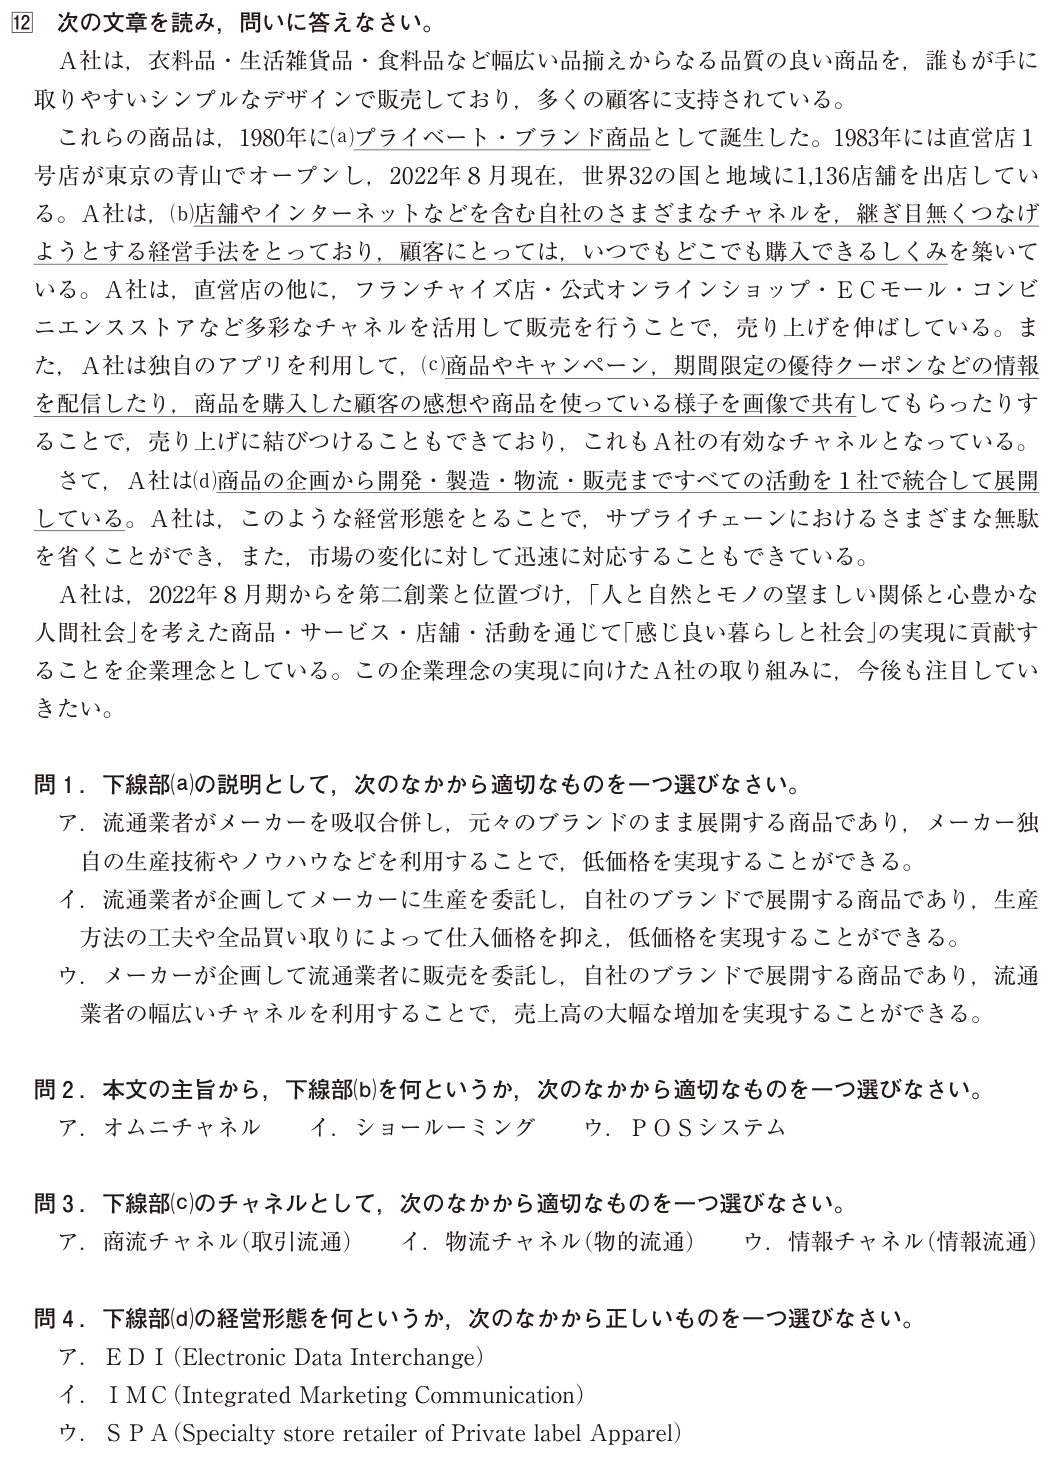 12 次の文章を読み，問いに答えなさい。
Ａ社は，衣料品・生活雑貨品・食料品など幅広い品揃えからなる品質の良い商品を，誰もが手に
取りやすいシンプルなデザインで販売しており，多くの顧客に支持されている。
これらの商品は，1980年に(a)プライベート・ブランド商品として誕生した。1983年には直営店１
号店が東京の青山でオープンし，2022年８月現在，世界32の国と地域に1,136店舗を出店してい
る。Ａ社は，(b)店舗やインターネットなどを含む自社のさまざまなチャネルを，継ぎ目無くつなげ
ようとする経営手法をとっており，顧客にとっては，いつでもどこでも購入できるしくみを築いて
いる。Ａ社は，直営店の他に，フランチャイズ店・公式オンラインショップ・ＥＣモール・コンビ
ニエンスストアなど多彩なチャネルを活用して販売を行うことで，売り上げを伸ばしている。ま
た，Ａ社は独自のアプリを利用して，(c)商品やキャンペーン，期間限定の優待クーポンなどの情報
を配信したり，商品を購入した顧客の感想や商品を使っている様子を画像で共有してもらったりす
ることで，売り上げに結びつけることもできており，これもＡ社の有効なチャネルとなっている。
さて，Ａ社は(d)商品の企画から開発・製造・物流・販売まですべての活動を１社で統合して展開
している。Ａ社は，このような経営形態をとることで，サプライチェーンにおけるさまざまな無駄
を省くことができ，また，市場の変化に対して迅速に対応することもできている。
Ａ社は，2022年８月期からを第二創業と位置づけ，「人と自然とモノの望ましい関係と心豊かな
人間社会」を考えた商品・サービス・店舗・活動を通じて「感じ良い暮らしと社会」の実現に貢献す
ることを企業理念としている。この企業理念の実現に向けたＡ社の取り組みに，今後も注目してい
きたい。
問１．下線部(a)の説明として，次のなかから適切なものを一つ選びなさい。
ア．流通業者がメーカーを吸収合併し，元々のブランドのまま展開する商品であり，メーカー独
自の生産技術やノウハウなどを利用することで，低価格を実現することができる。
イ．流通業者が企画してメーカーに生産を委託し，自社のブランドで展開する商品であり，生産
方法の工夫や全品買い取りによって仕入価格を抑え，低価格を実現することができる。
ウ．メーカーが企画して流通業者に販売を委託し，自社のブランドで展開する商品であり，流通
業者の幅広いチャネルを利用することで，売上高の大幅な増加を実現することができる。
問２．本文の主旨から，下線部(b)を何というか，次のなかから適切なものを一つ選びなさい。
ア．オムニチャネル　　イ．ショールーミング　　ウ．ＰＯＳシステム
問３．下線部(c)のチャネルとして，次のなかから適切なものを一つ選びなさい。
ア．商流チャネル（取引流通）　　イ．物流チャネル（物的流通）　　ウ．情報チャネル（情報流通）
問４．下線部(d)の経営形態を何というか，次のなかから正しいものを一つ選びなさい。
ア．ＥＤＩ（Electronic Data Interchange）
イ．ＩＭＣ（Integrated Marketing Communication）
ウ．ＳＰＡ（Specialty store retailer of Private label Apparel）